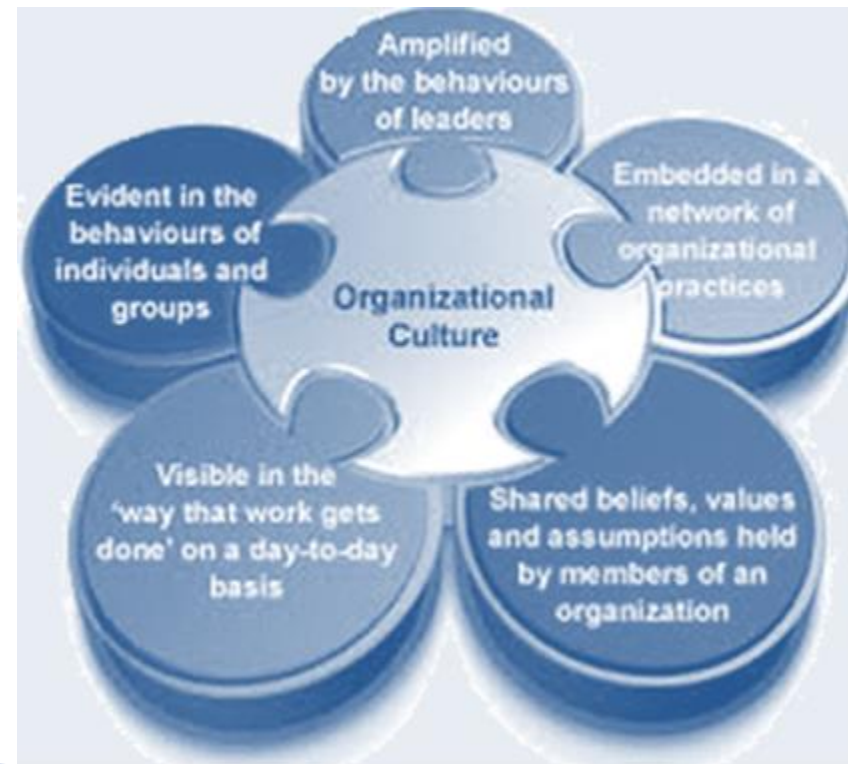 Amplified
by the behaviours
of leaders
Embedded in a
network of
organizational
practices
Evident in the
behaviours of
individuals and
groups
Organizational
Culture
Visible in the
‘way that work gets
done’ on a day-to-day
basis
Shared beliefs, values
and assumptions held
by members of an
organization